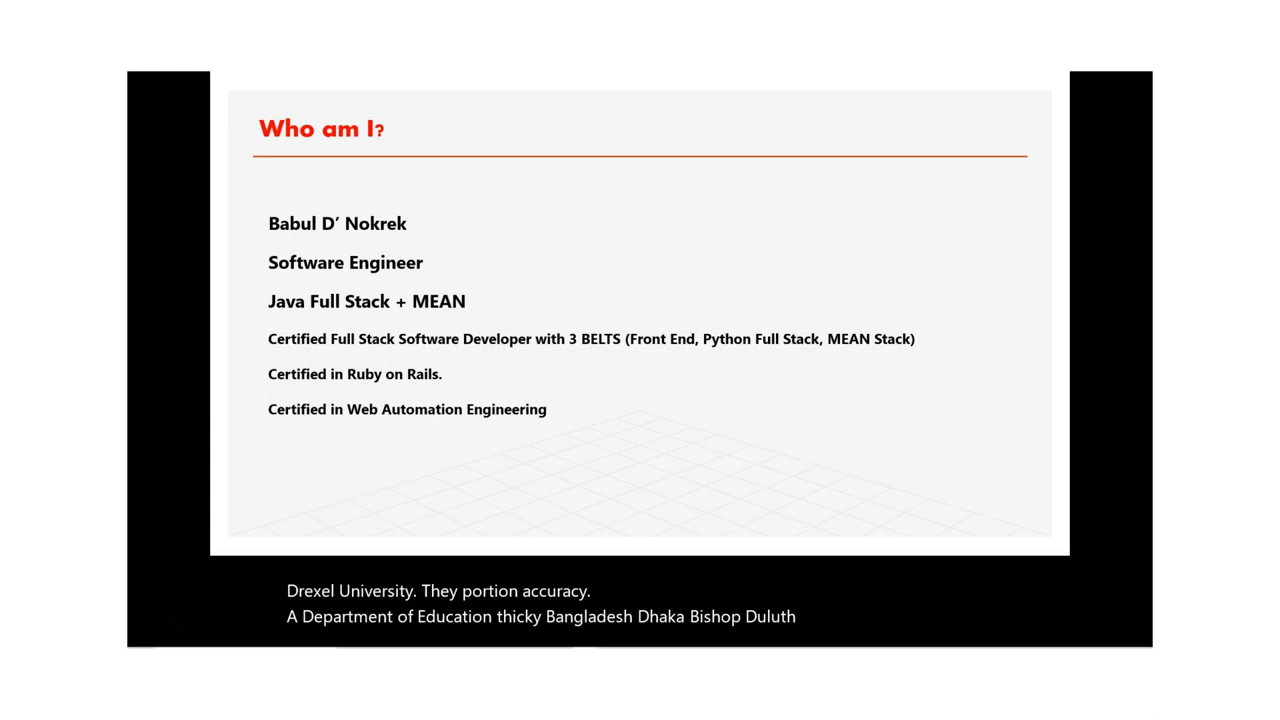 Who am I?
Babul D’ Nokrek
Software Engineer
Java Full Stack + MEAN
Certified Full Stack Software Developer with 3 BELTS (Front End, Python Full Stack, MEAN Stack)
Certified in Ruby on Rails.
Certified in Web Automation Engineering
Drexel University. They portion accuracy.
A Department of Education thicky Bangladesh Dhaka Bishop Duluth